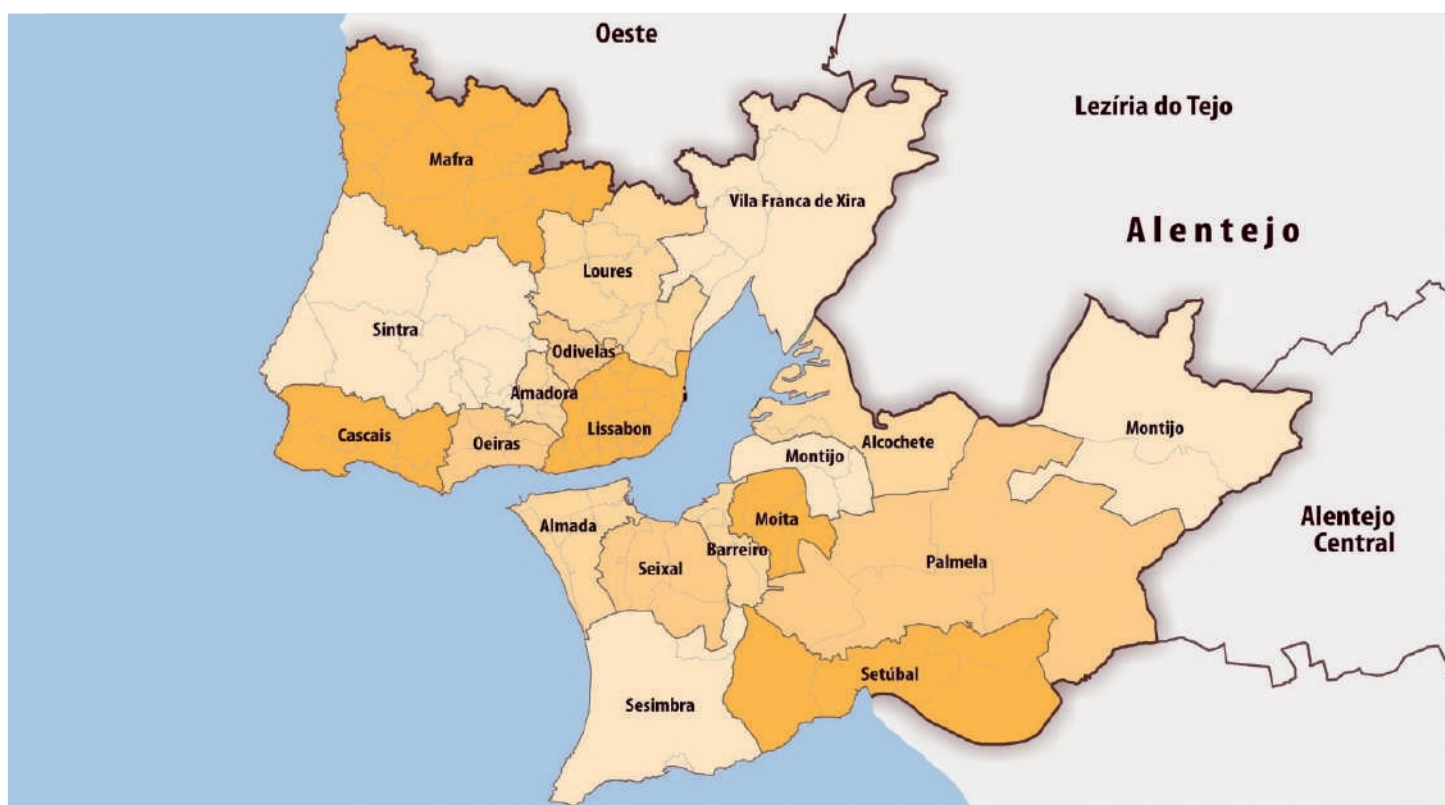 Oeste
Lezíria do Tejo
Mafra
Vila Franca de Xira
Alentejo
Loures
Sintra
Odivelas
Amadora
Lissabon
Cascais
Oeiras
Montijo
Alcochete
Montijo
Almada
Moita
Barreiro
Seixal
Palmela
Alentejo
Central
Setúbal
Sesimbra